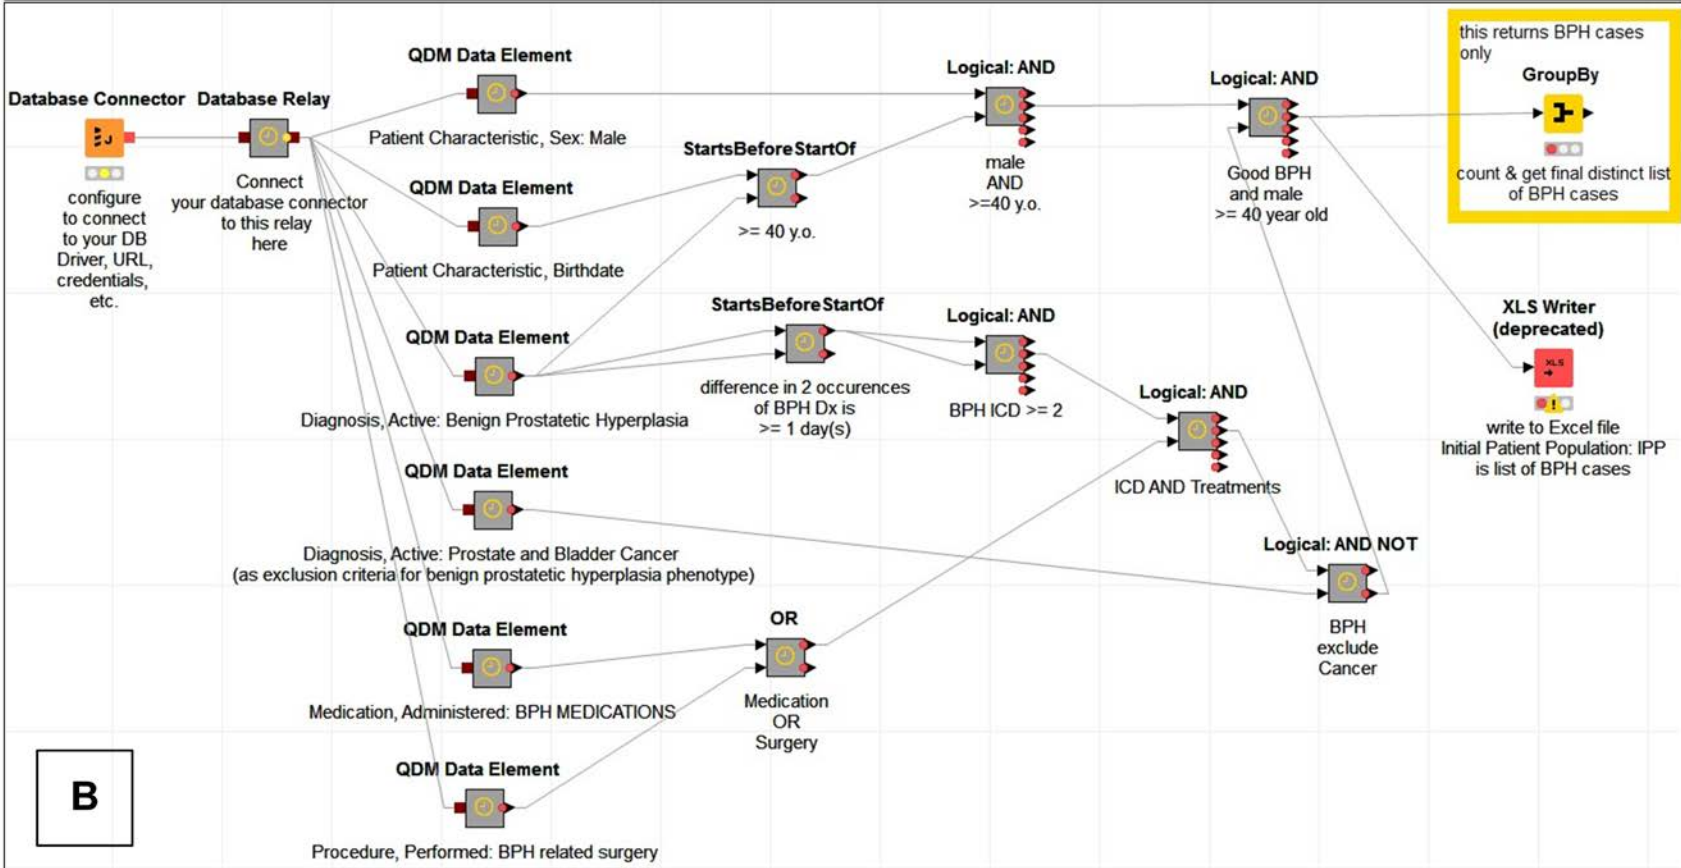 this returns BPH cases
only
GroupBy
count & get final distinct list
of BPH cases
Database Connector
configure
to connect
to your DB
Driver, URL,
credentials,
etc.
Database Relay
Connect
your database connector
to this relay
here
QDM Data Element
Patient Characteristic, Sex: Male
QDM Data Element
Patient Characteristic, Birthdate
QDM Data Element
Diagnosis, Active: Benign Prostatetic Hyperplasia
QDM Data Element
Diagnosis, Active: Prostate and Bladder Cancer
(as exclusion criteria for benign prostatetic hyperplasia phenotype)
QDM Data Element
Medication, Administered: BPH MEDICATIONS
QDM Data Element
Procedure, Performed: BPH related surgery
StartsBeforeStartOf
>= 40 y.o.
StartsBeforeStartOf
difference in 2 occurences
of BPH Dx is
>= 1 day(s)
OR
Medication
OR
Surgery
Logical: AND
male
AND
>=40 y.o.
Logical: AND
BPH ICD >= 2
Logical: AND
ICD AND Treatments
Logical: AND
Good BPH
and male
>= 40 year old
Logical: AND NOT
BPH
exclude
Cancer
XLS Writer
(deprecated)
XLS
write to Excel file
Initial Patient Population: IPP
is list of BPH cases
B